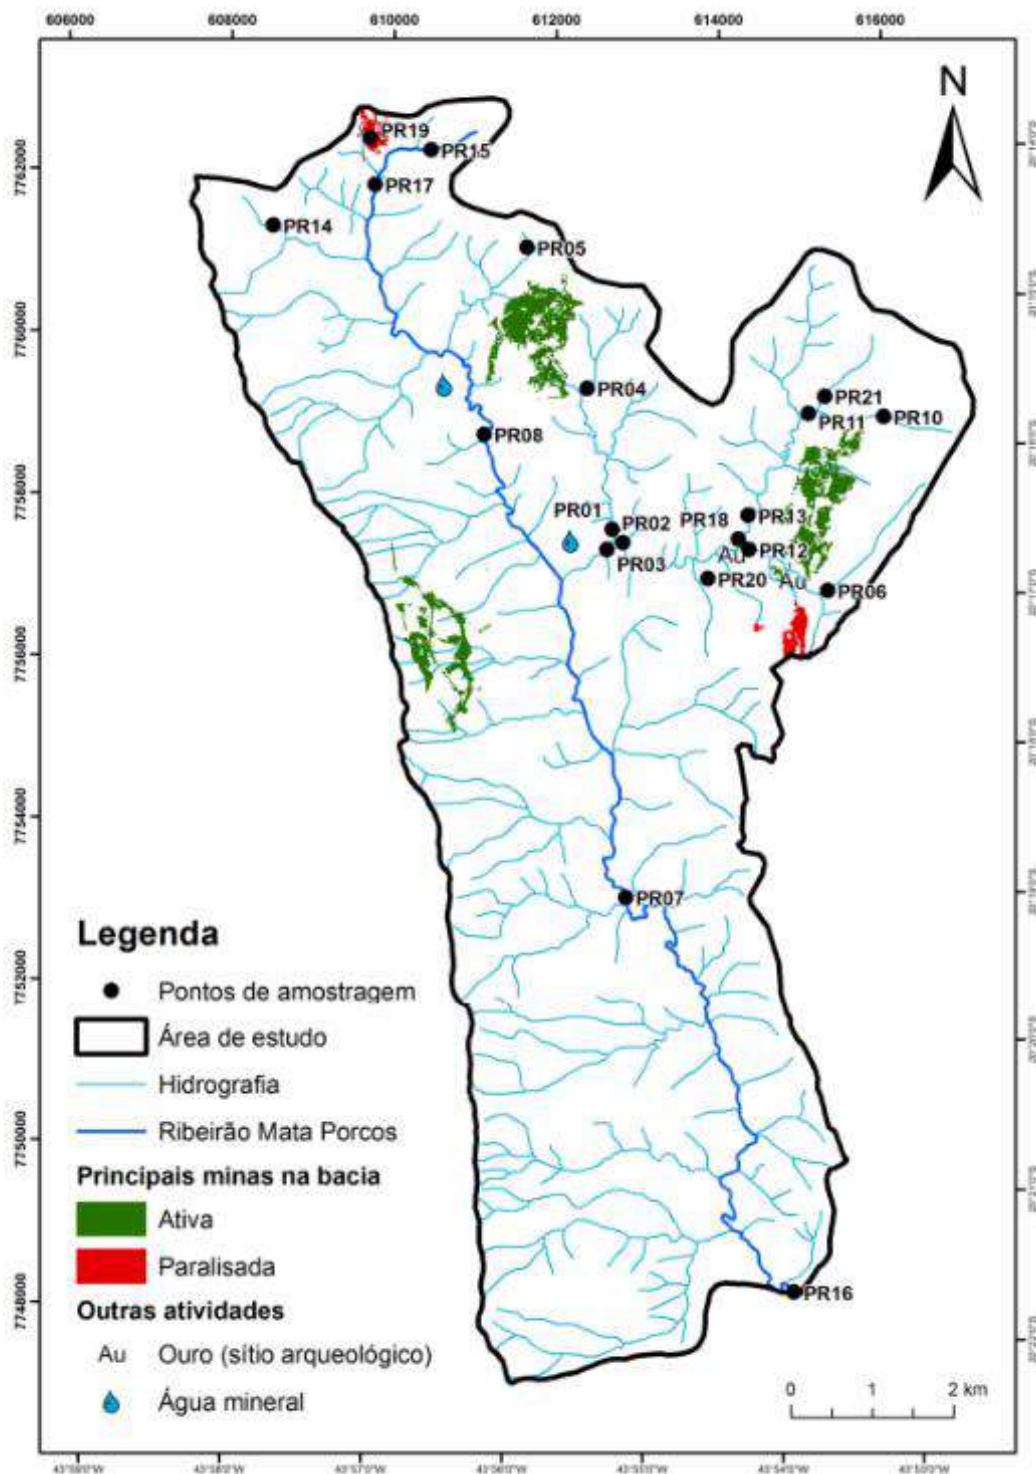 606000 608000 610000 612000 614000 616000
N
PR19
PR15
7762000
PR17
PR14
PR05
7760000
PR04
PR21
PR11 PR10
PR08
7758000
PR01
PR02 PR18 PR13
PR12
Au
PR03
PR20 Au PR06
7756000
7754000
PR07
Legenda
Pontos de amostragem
7752000
Área de estudo
Hidrografia
Ribeirão Mata Porcos
7750000
Principais minas na bacia
Ativa
Paralisada
PR16
7748000
Outras atividades
Au Ouro (sítio arqueológico)
0 1 2 km
Água mineral